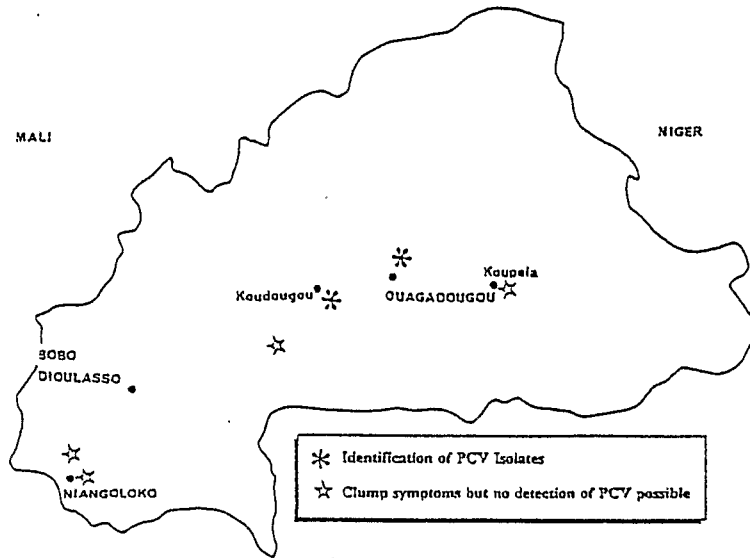 MALI
NIGER
Koupela
Koudougou
OUAGADOUGOU
BOBO
DIOULASSO
NIANGOLOKO
Identification of PCV Isolates
Clump symptoms but no detection of PCV possible